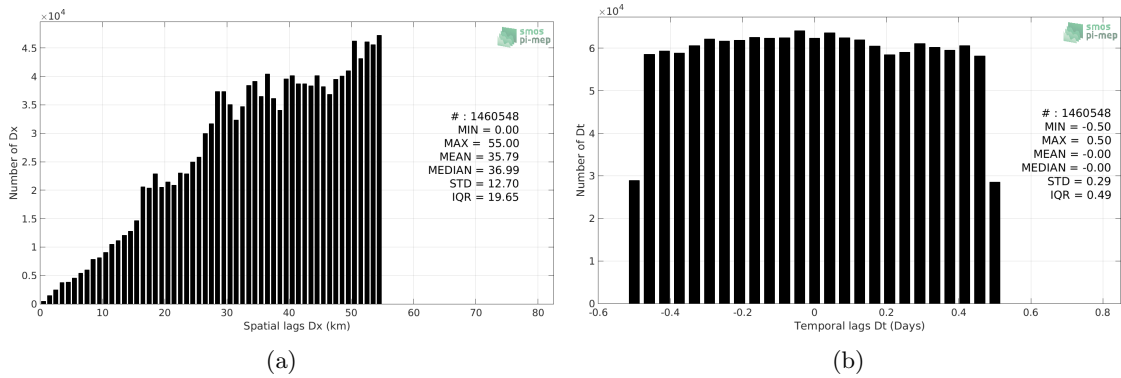 ×10⁴
4.5
4
3.5
3
2.5
2
1.5
1
0.5
0
Number of Dx
0 10 20 30 40 50 60 70 80
Spatial lags Dx (km)
smos
pi-mep
# : 1460548
MIN = 0.00
MAX = 55.00
MEAN = 35.79
MEDIAN = 36.99
STD = 12.70
IQR = 19.65
(a)
×10⁴
6
5
4
3
2
1
0
Number of Dt
-0.6 -0.4 -0.2 0 0.2 0.4 0.6 0.8
Temporal lags Dt (Days)
smos
pi-mep
# : 1460548
MIN = -0.50
MAX = 0.50
MEAN = -0.00
MEDIAN = -0.00
STD = 0.29
IQR = 0.49
(b)